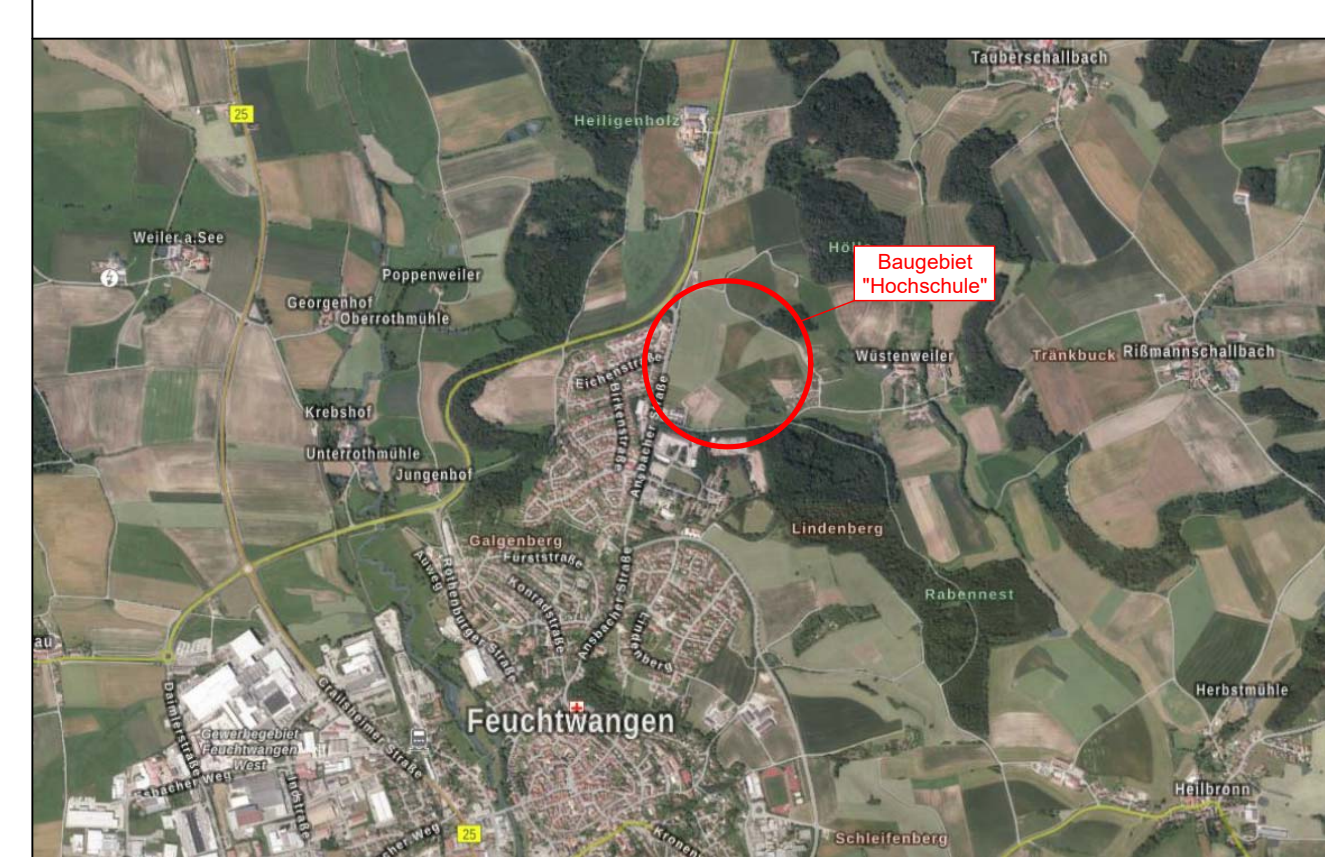 Tauberschallbach
25
Heiligenholz
Weiler.a.See
Poppenweiler
Georgenhof
Oberrothmühle
Baugebiet
"Hochschule"
Eichenstraße
Birkenstraße
Wüstenweiler
Tränkbuck
Rißmannschallbach
Krebshof
Unterrothmühle
Jungenhof
Ansbacher Straße
Lindenberg
Galgenberg
Fürststraße
Auweg
Rothenburger Straße
Konradstraße
Ansbacher Straße
Rabennest
au
Daimlerstraße
Crailsheimer Straße
Herbstmühle
Feuchtwangen
Gewerbegebiet
Feuchtwangen
West
Industraße
25
Heilbronn
Schleifenberg